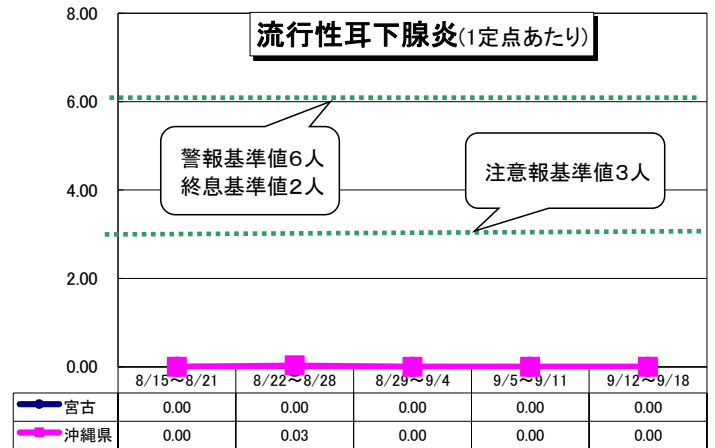 流行性耳下腺炎(1定点あたり)
8.00
6.00
警報基準値6人
終息基準値2人
注意報基準値3人
4.00
2.00
0.00
8/15～8/21 8/22～8/28 8/29～9/4 9/5～9/11 9/12～9/18
宮古 0.00 0.00 0.00 0.00 0.00
沖縄県 0.00 0.03 0.00 0.00 0.00